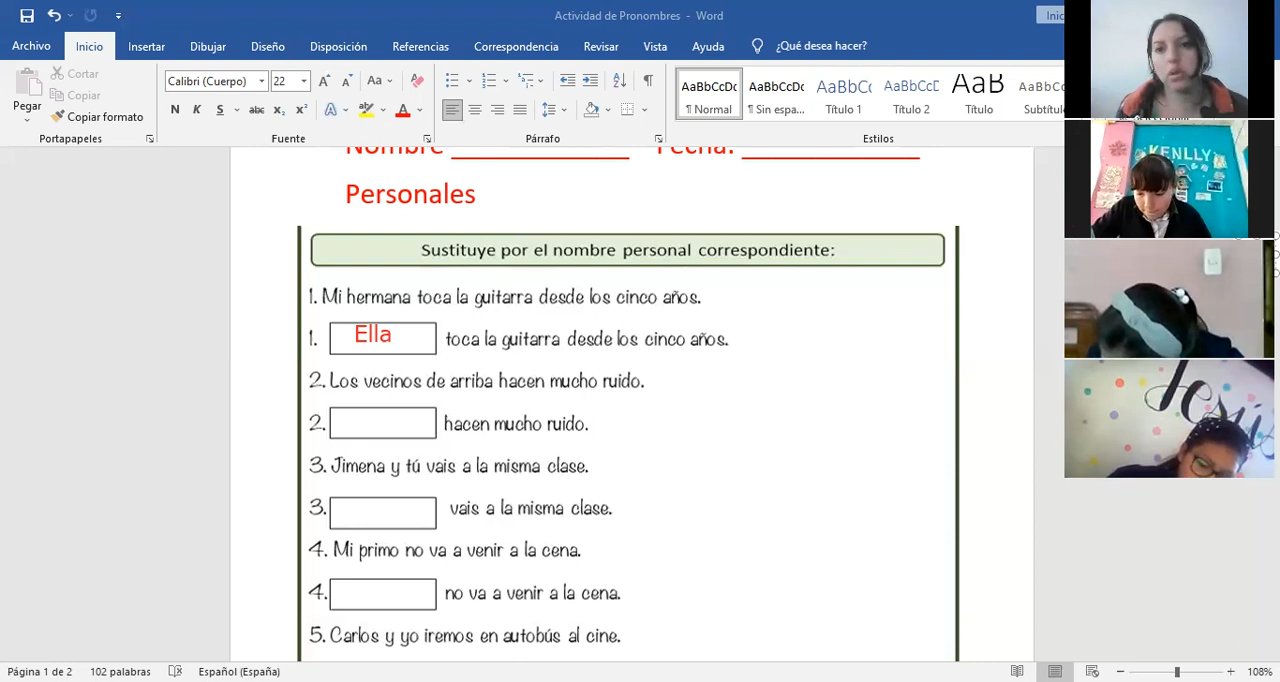 Actividad de Pronombres - Word
Inic
Archivo Inicio Insertar Dibujar Diseño Disposición Referencias Correspondencia Revisar Vista Ayuda ¿Qué desea hacer?
Pegar
Cortar
Copiar
Copiar formato
Portapapeles
Calibri (Cuerpo) 22
Fuente
Párrafo
AaBbCcDc AaBbCcDc AaBbCc AaBbCcD AaB AaBbCc
¶ Normal ¶ Sin espa... Título 1 Título 2 Título Subtítu
Estilos
Nombre ____________ Fecha: ____________
Personales
Sustituye por el nombre personal correspondiente:
1. Mi hermana toca la guitarra desde los cinco años.
1. Ella toca la guitarra desde los cinco años.
2. Los vecinos de arriba hacen mucho ruido.
2. hacen mucho ruido.
3. Jimena y tú vais a la misma clase.
3. vais a la misma clase.
4. Mi primo no va a venir a la cena.
4. no va a venir a la cena.
5. Carlos y yo iremos en autobús al cine.
KENLLY
Página 1 de 2 102 palabras Español (España) 108%